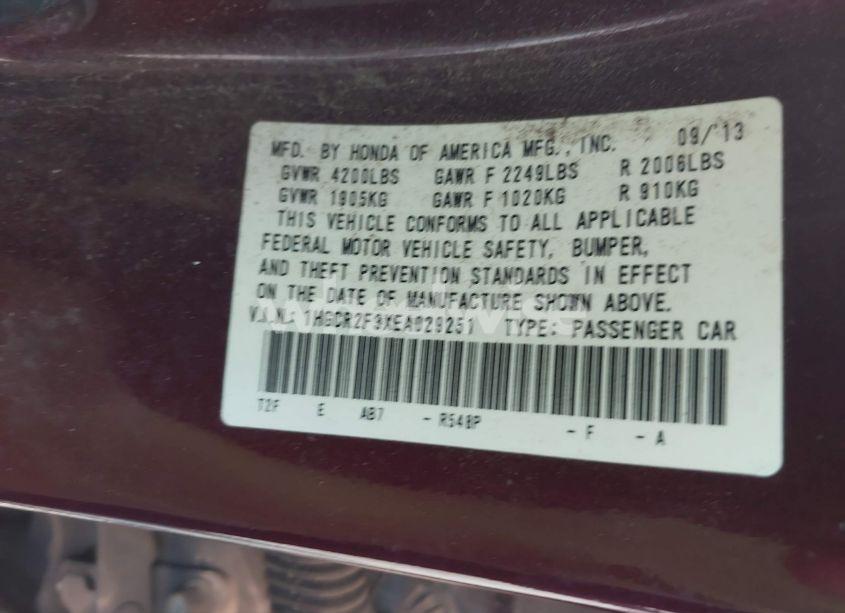 MFD. BY HONDA OF AMERICA MFG., INC. 09/13
GVWR 4200LBS GAWR F 2249LBS R 2006LBS
GVWR 1905KG GAWR F 1020KG R 910KG
THIS VEHICLE CONFORMS TO ALL APPLICABLE
FEDERAL MOTOR VEHICLE SAFETY, BUMPER,
AND THEFT PREVENTION STANDARDS IN EFFECT
ON THE DATE OF MANUFACTURE SHOWN ABOVE.
V.I.N.: 1HGCR2F3XEA029251 TYPE: PASSENGER CAR
T2F E AB7 - R548P - F - A